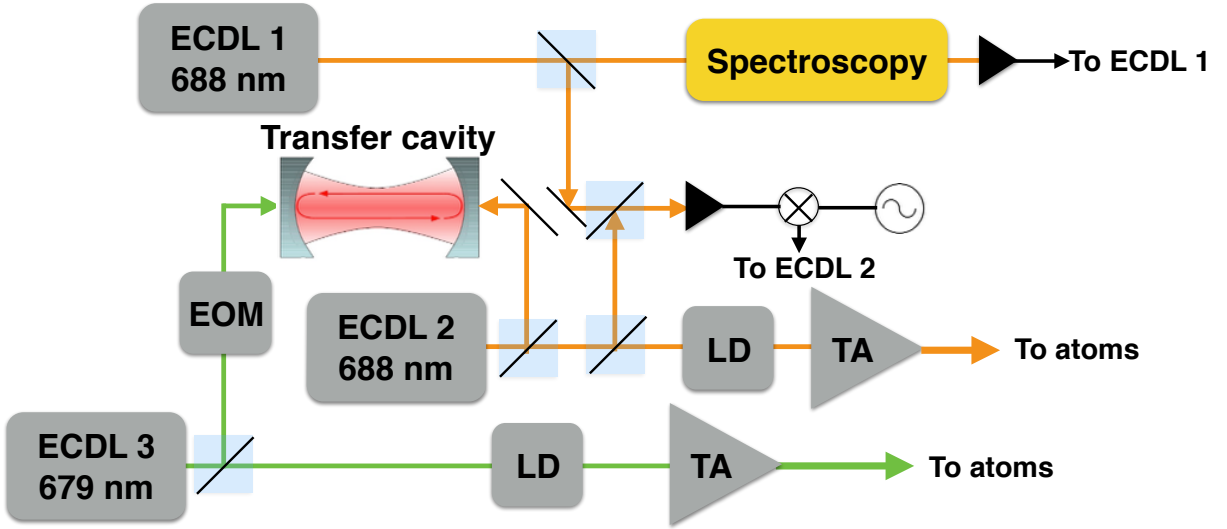 ECDL 1
688 nm
Spectroscopy
To ECDL 1
Transfer cavity
To ECDL 2
EOM
ECDL 2
688 nm
LD
TA
To atoms
ECDL 3
679 nm
LD
TA
To atoms